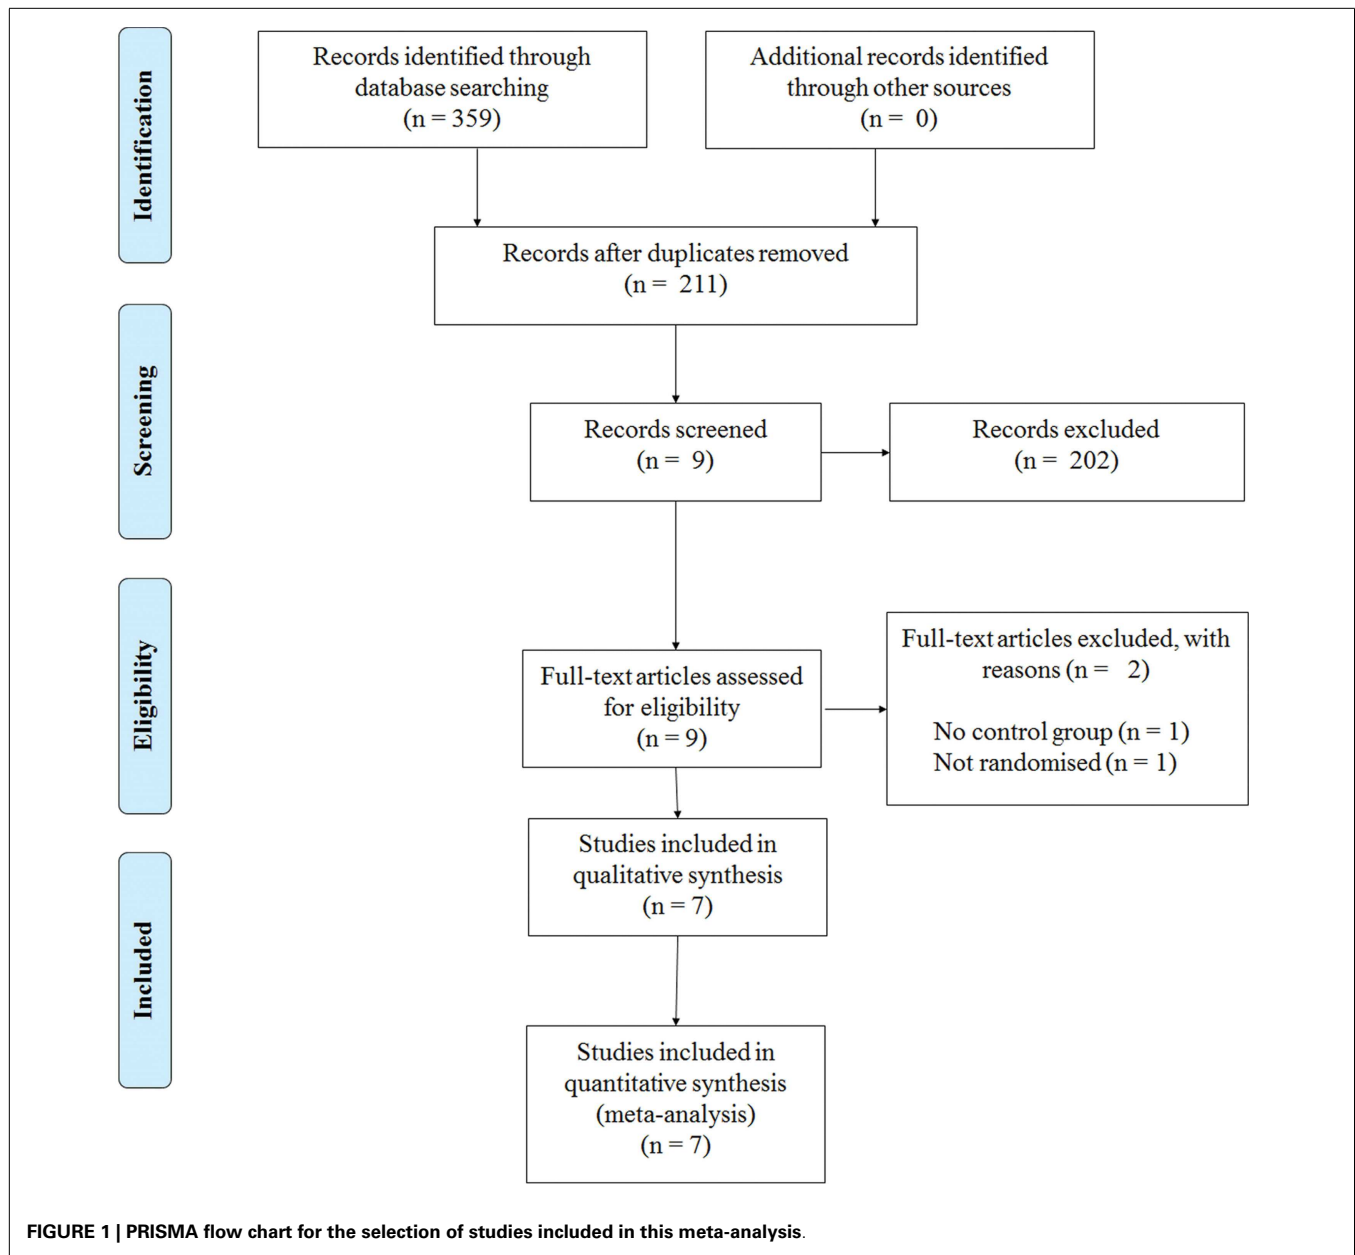 Identification
Records identified through
database searching
(n = 359)
Additional records identified
through other sources
(n = 0)
Records after duplicates removed
(n = 211)
Screening
Records screened
(n = 9)
Records excluded
(n = 202)
Eligibility
Full-text articles assessed
for eligibility
(n = 9)
Full-text articles excluded, with
reasons (n = 2)
No control group (n = 1)
Not randomised (n = 1)
Included
Studies included in
qualitative synthesis
(n = 7)
Studies included in
quantitative synthesis
(meta-analysis)
(n = 7)
FIGURE 1 | PRISMA flow chart for the selection of studies included in this meta-analysis.